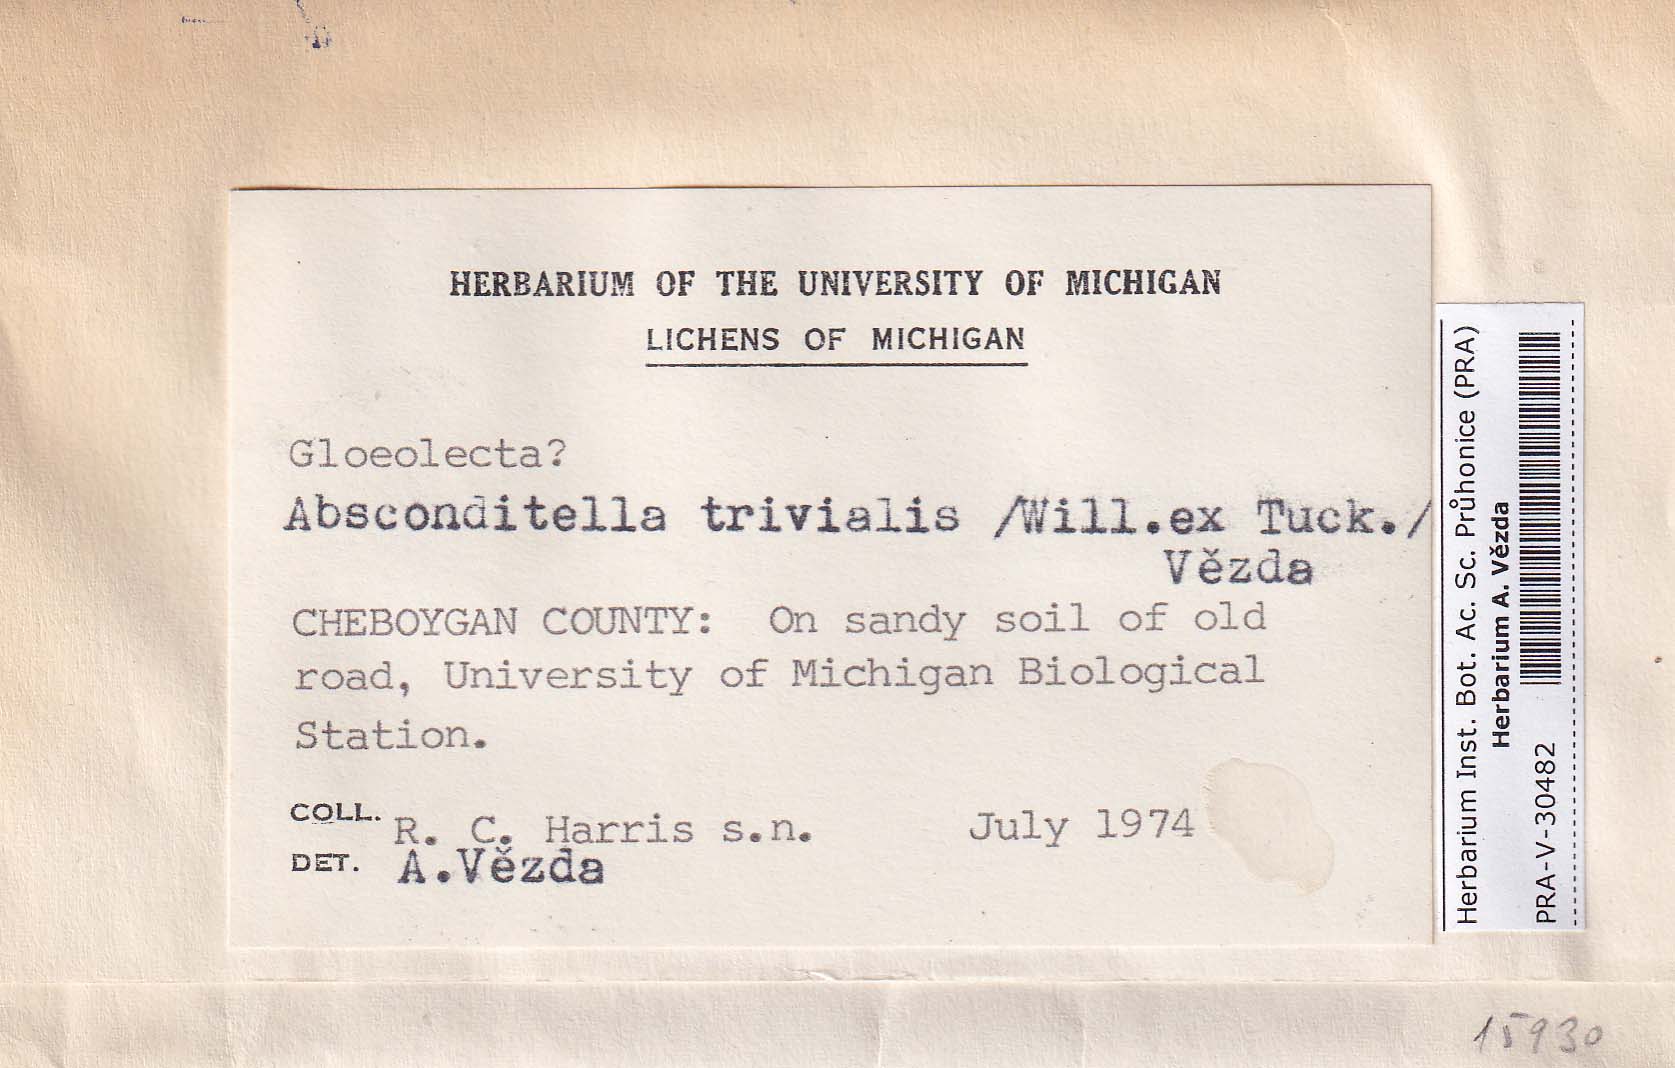 HERBARIUM OF THE UNIVERSITY OF MICHIGAN
LICHENS OF MICHIGAN
Gloeolecta?
Absconditella trivialis /Will.ex Tuck./
Vězda
CHEBOYGAN COUNTY: On sandy soil of old
road, University of Michigan Biological
Station.
COLL. R. C. Harris s.n. July 1974
DET. A.Vězda
Herbarium Inst. Bot. Ac. Sc. Průhonice (PRA)
Herbarium A. Vězda
PRA-V-30482
15930